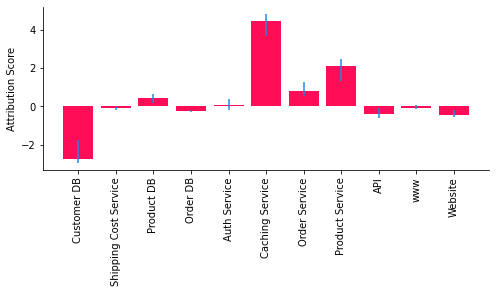 Attribution Score
4
2
0
−2
Customer DB
Shipping Cost Service
Product DB
Order DB
Auth Service
Caching Service
Order Service
Product Service
API
www
Website